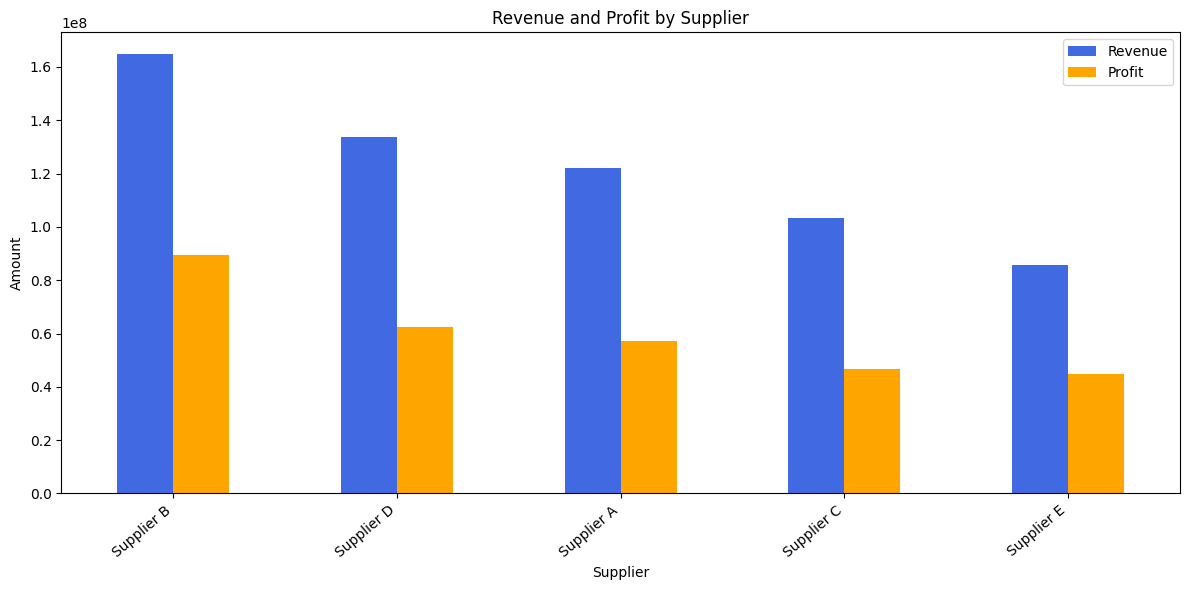 Revenue and Profit by Supplier
1e8
Revenue
Profit
1.6
1.4
1.2
1.0
0.8
0.6
0.4
0.2
0.0
Amount
Supplier B
Supplier D
Supplier A
Supplier C
Supplier E
Supplier